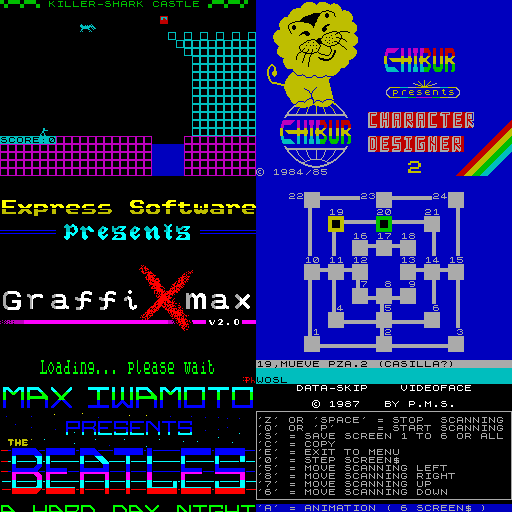 KILLER-SHARK CASTLE
SCORE:0
CHIBUR
presents
CHIBUR
CHARACTER
DESIGNER
2
© 1984/85
Express Software
Presents
GraffiXmax
v2.0
Loading... please wait
22 23 24
19 20 21
16 17 18
10 11 12 13 14 15
7 8 9
4 5 6
1 2 3
19,MUEVE PZA.2 (CASILLA?)
WOSL
MAX IWAMOTO
PRESENTS
THE
BEATLES
A HARD DAY NIGHT
DATA-SKIP VIDEOFACE
© 1987 BY P.M.S.
'Z' OR 'SPACE' = STOP SCANNING
'0' OR 'P' = START SCANNING
'S' = SAVE SCREEN 1 TO 6 OR ALL
'C' = COPY
'E' = EXIT TO MENU
'D' = STEP SCREEN$
'5' = MOVE SCANNING LEFT
'8' = MOVE SCANNING RIGHT
'7' = MOVE SCANNING UP
'6' = MOVE SCANNING DOWN
'A' = ANIMATION ( 6 SCREEN$ )